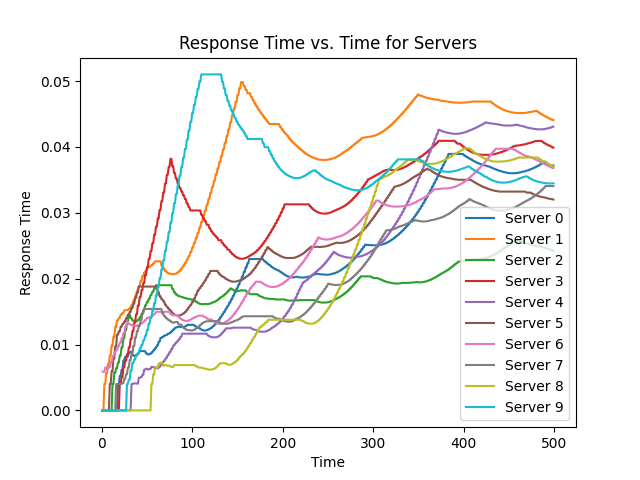 Response Time vs. Time for Servers
Response Time
0.05
0.04
0.03
0.02
0.01
0.00
0
100
200
300
400
500
Time
Server 0
Server 1
Server 2
Server 3
Server 4
Server 5
Server 6
Server 7
Server 8
Server 9